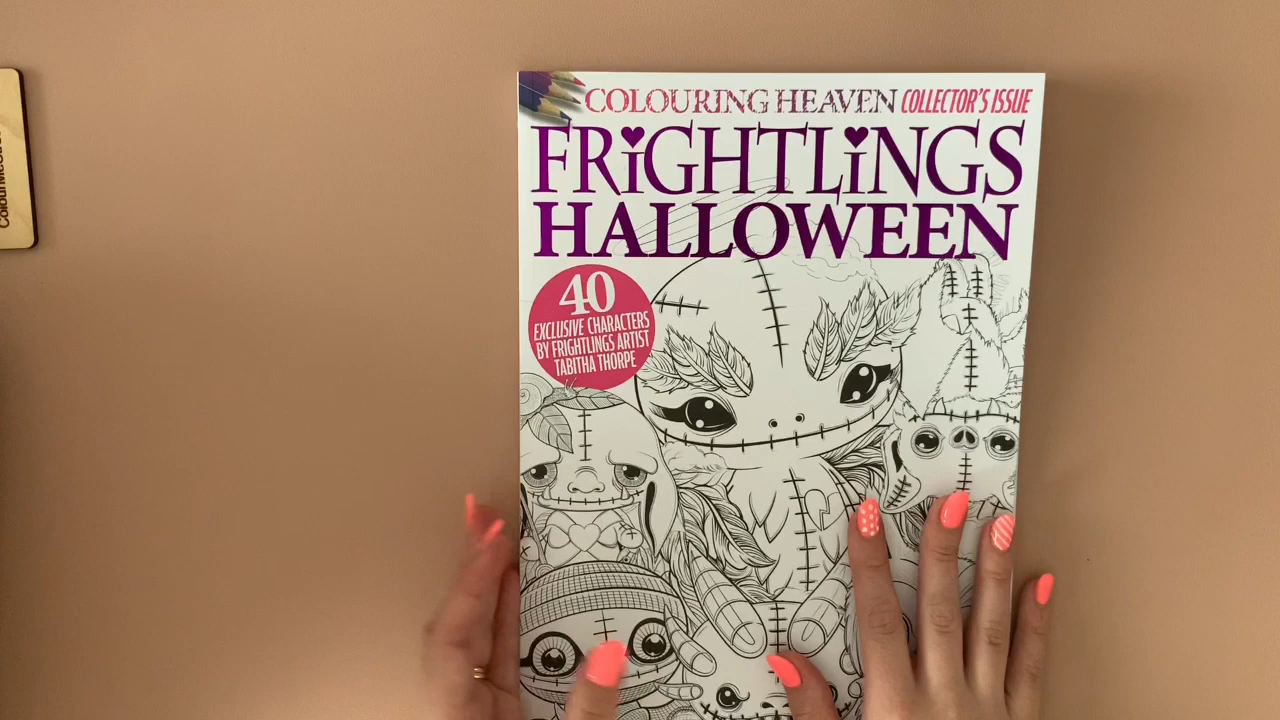 COLOURING HEAVEN COLLECTOR'S ISSUE
FRiGHTLiNGS
HALLOWEEN
40
EXCLUSIVE CHARACTERS
BY FRIGHTLINGS ARTIST
TABITHA THORPE